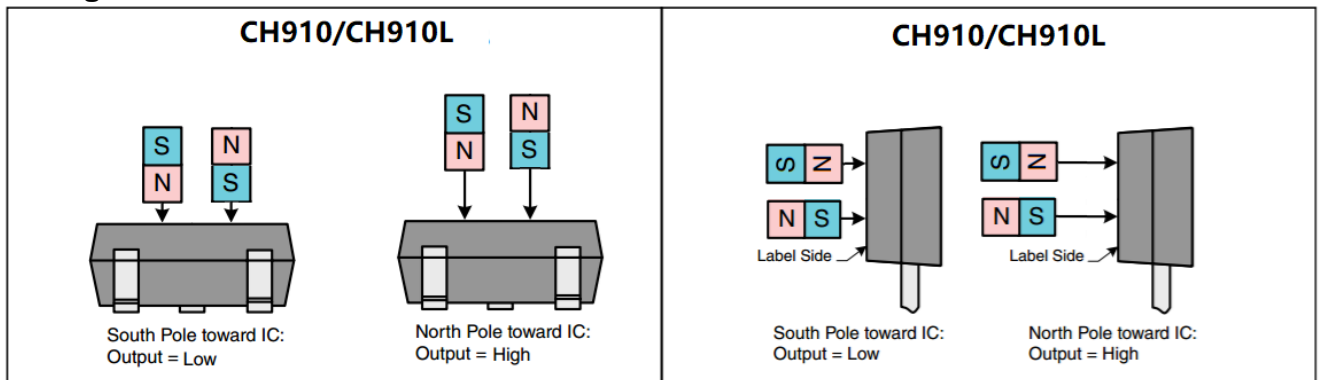 CH910/CH910L
S N
N S
S N
N S
South Pole toward IC:
Output = Low
North Pole toward IC:
Output = High
CH910/CH910L
S N
N S
Label Side
S N
N S
Label Side
South Pole toward IC:
Output = Low
North Pole toward IC:
Output = High